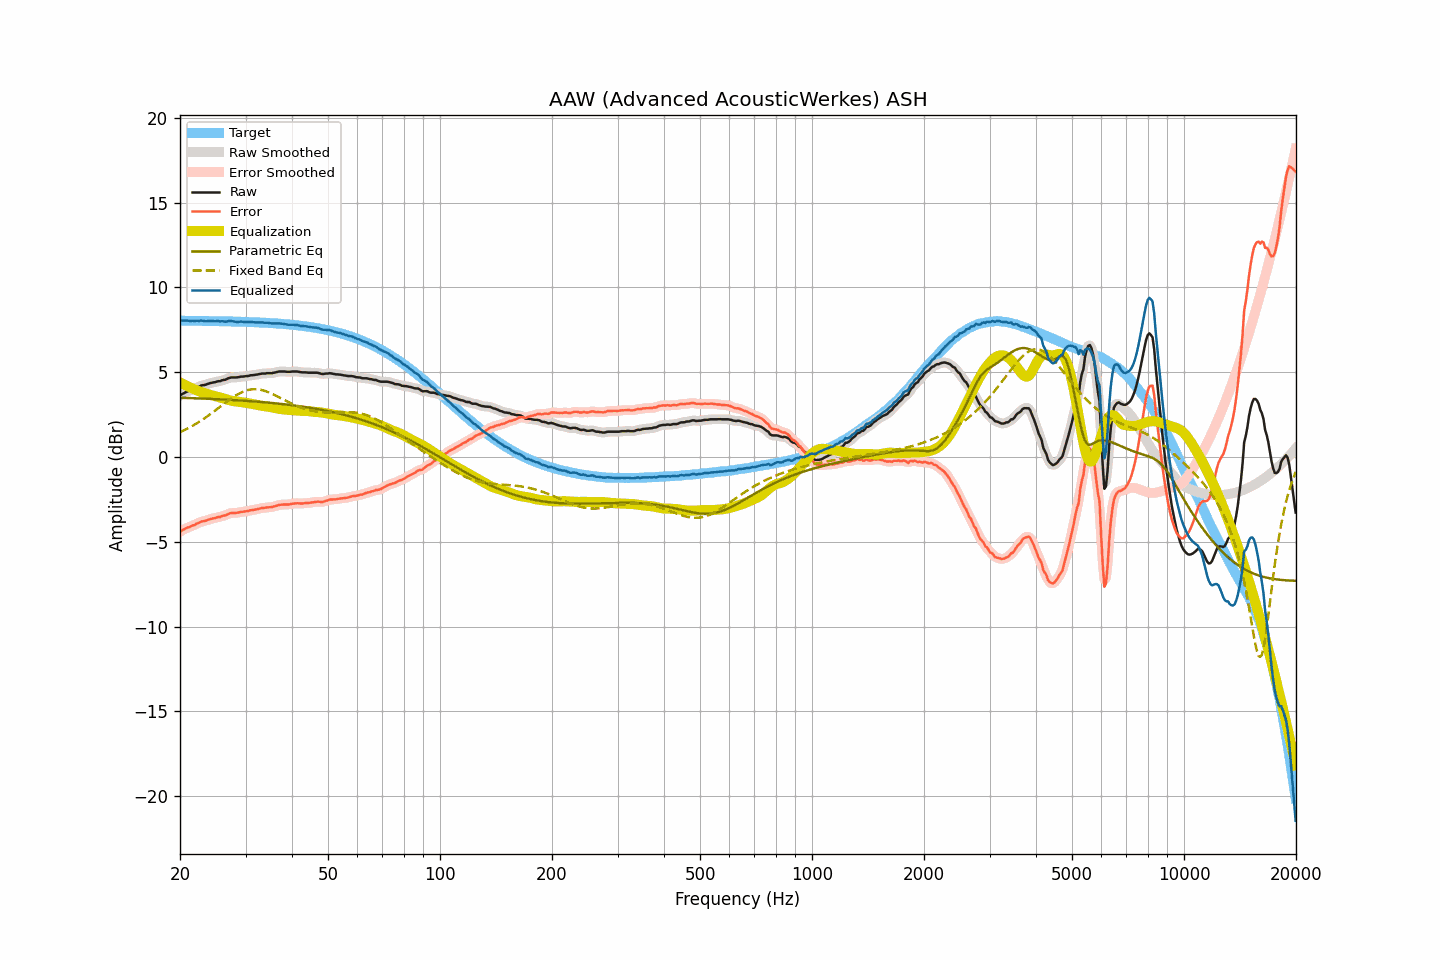 AAW (Advanced AcousticWerkes) ASH
20
15
10
5
0
−5
−10
−15
−20
Amplitude (dBr)
Target
Raw Smoothed
Error Smoothed
Raw
Error
Equalization
Parametric Eq
Fixed Band Eq
Equalized
20 50 100 200 500 1000 2000 5000 10000 20000
Frequency (Hz)